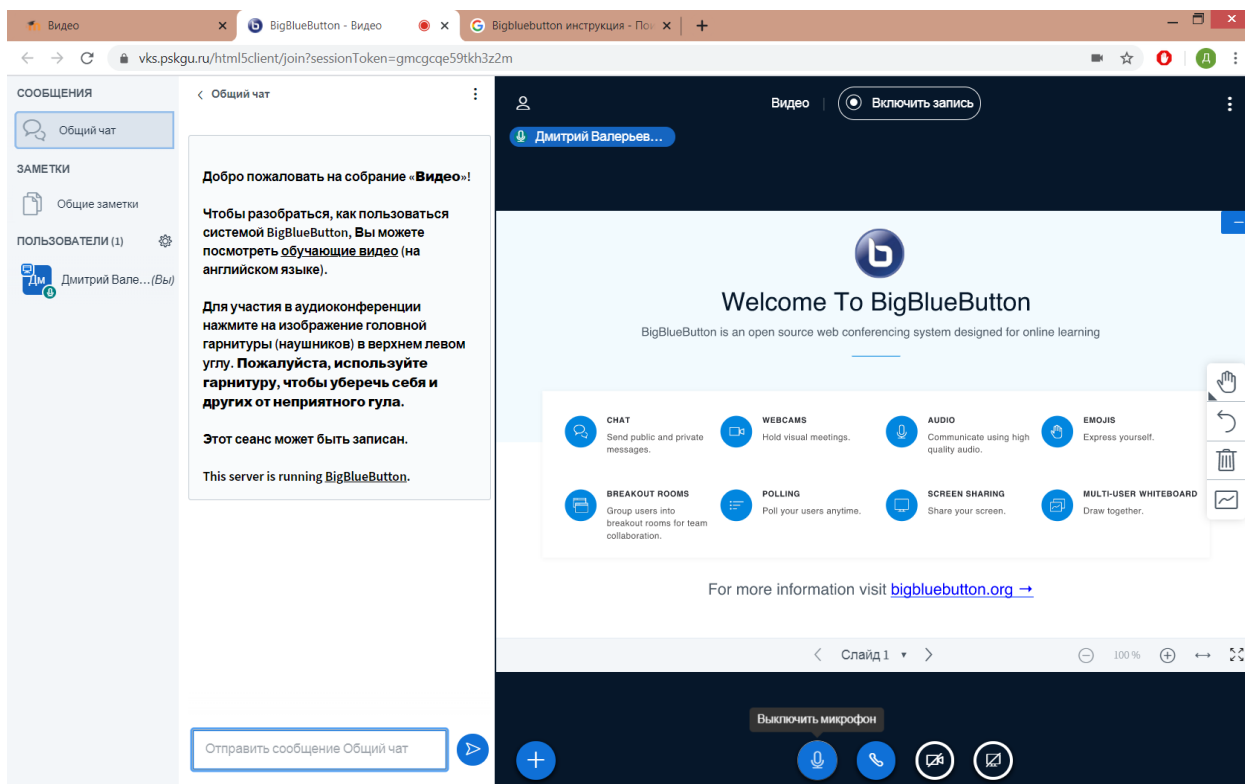 Видео
BigBlueButton - Видео
Bigbluebutton инструкция - Пои
vks.pskgu.ru/html5client/join?sessionToken=gmcgcqe59tkh3z2m
Д
СООБЩЕНИЯ
Общий чат
ЗАМЕТКИ
Общие заметки
ПОЛЬЗОВАТЕЛИ (1)
Дм
Дмитрий Вале... (Вы)
Общий чат
Добро пожаловать на собрание «Видео»!
Чтобы разобраться, как пользоваться
системой BigBlueButton, Вы можете
посмотреть обучающие видео (на
английском языке).
Для участия в аудиоконференции
нажмите на изображение головной
гарнитуры (наушников) в верхнем левом
углу. Пожалуйста, используйте
гарнитуру, чтобы уберечь себя и
других от неприятного гула.
Этот сеанс может быть записан.
This server is running BigBlueButton.
Отправить сообщение Общий чат
Видео
Включить запись
Дмитрий Валерьев...
b
Welcome To BigBlueButton
BigBlueButton is an open source web conferencing system designed for online learning
CHAT
Send public and private
messages.
WEBCAMS
Hold visual meetings.
AUDIO
Communicate using high
quality audio.
EMOJIS
Express yourself.
BREAKOUT ROOMS
Group users into
breakout rooms for team
collaboration.
POLLING
Poll your users anytime.
SCREEN SHARING
Share your screen.
MULTI-USER WHITEBOARD
Draw together.
For more information visit bigbluebutton.org →
Слайд 1
100 %
Выключить микрофон